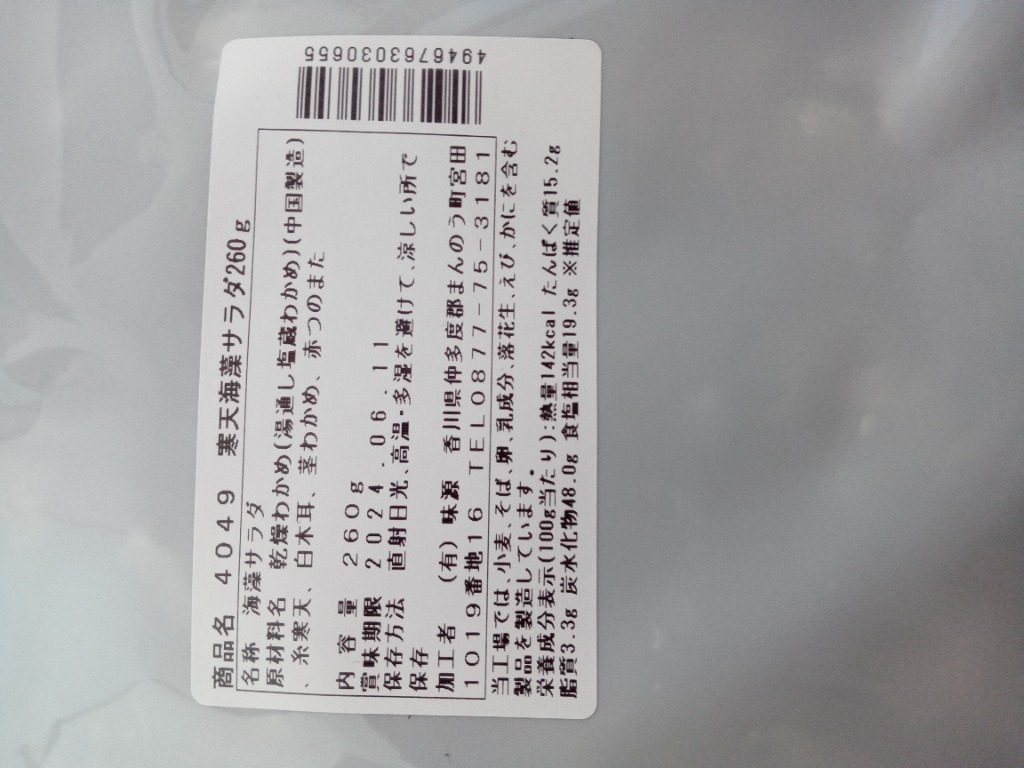 商品名 4049 寒天海藻サラダ260g
名称 海藻サラダ
原材料名 乾燥わかめ(湯通し塩蔵わかめ)(中国製造)
、糸寒天、白木耳、茎わかめ、赤つのまた
内容量 260g
賞味期限 2024.06.11
保存方法 直射日光、高温・多湿を避けて、涼しい所で
保存
加工者 (有)味源 香川県仲多度郡まんのう町宮田
1019番地16 TEL0877-75-3181
当工場では、小麦、そば、卵、乳成分、落花生、えび、かにを含む
製品を製造しています。
栄養成分表示(100g当たり):熱量142kcal たんぱく質15.2g
脂質3.3g 炭水化物48.0g 食塩相当量19.3g ※推定値
4946763030655